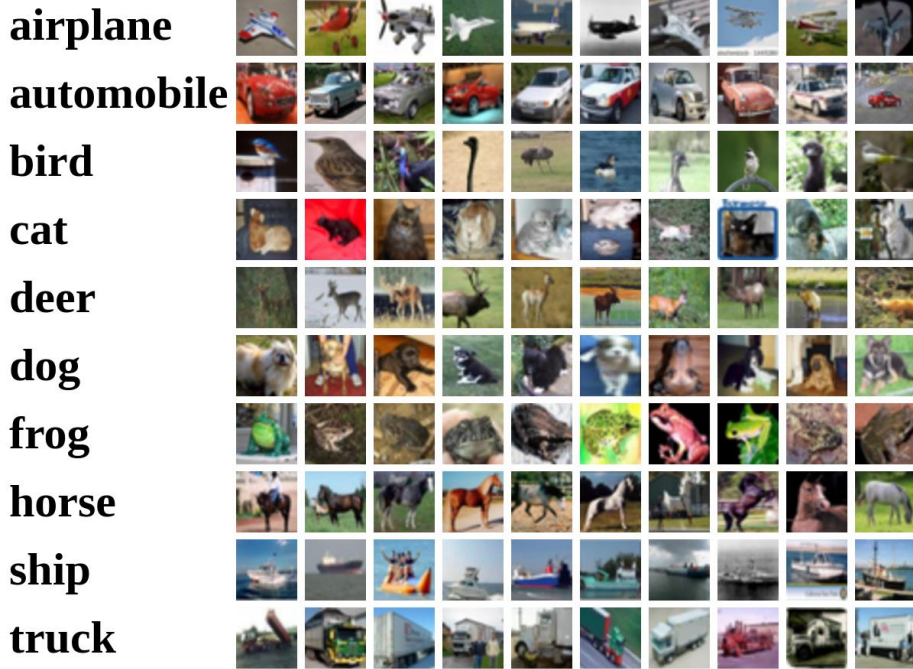 airplane
automobile
bird
cat
deer
dog
frog
horse
ship
truck